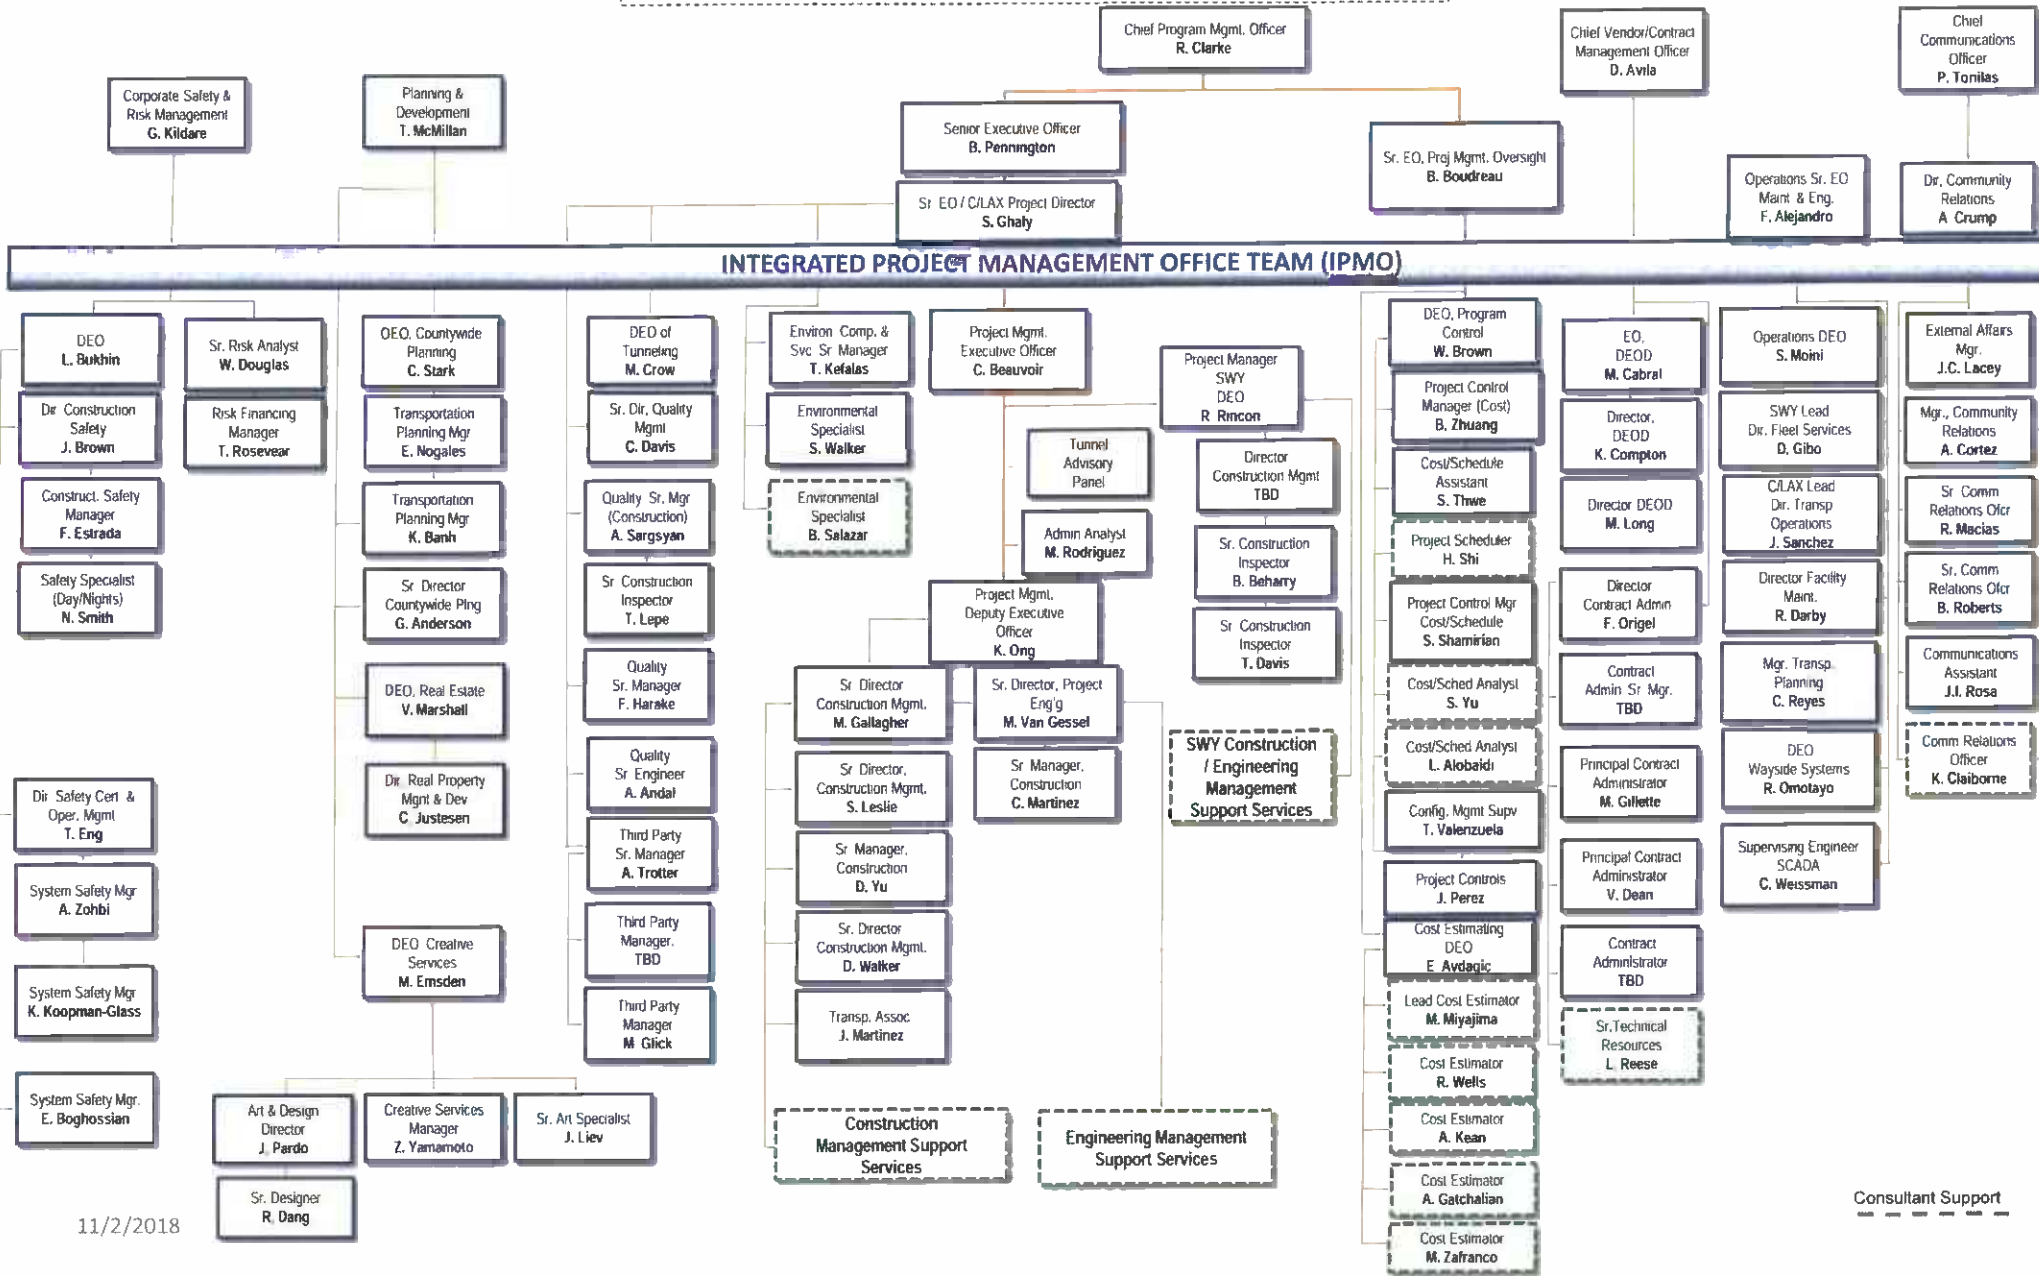 Chief Program Mgmt. Officer
R. Clarke
Chief Vendor/Contract
Management Officer
D. Avila
Chief
Communications
Officer
P. Tonilas
Corporate Safety &
Risk Management
G. Kildare
Planning &
Development
T. McMillan
Senior Executive Officer
B. Pennington
Sr. EO, Proj Mgmt. Oversight
B. Boudreau
Operations Sr. EO
Maint & Eng.
F. Alejandro
Dir, Community
Relations
A Crump
Sr EO / C/LAX Project Director
S. Ghaly
INTEGRATED PROJECT MANAGEMENT OFFICE TEAM (IPMO)
DEO
L. Bukhin
Dir Construction
Safety
J. Brown
Construct. Safety
Manager
F. Estrada
Safety Specialist
(Day/Nights)
N. Smith
Dir Safety Cert &
Oper. Mgmt
T. Eng
System Safety Mgr
A. Zohbi
System Safety Mgr
K. Koopman-Glass
System Safety Mgr.
E. Boghossian
Sr. Risk Analyst
W. Douglas
Risk Financing
Manager
T. Rosevear
OEO, Countywide
Planning
C. Stark
Transportation
Planning Mgr
E. Nogales
Transportation
Planning Mgr
K. Banh
Sr Director
Countywide Plng
G. Anderson
DEO, Real Estate
V. Marshall
Dir. Real Property
Mgnt & Dev
C Justesen
DEO Creative
Services
M. Emsden
Art & Design
Director
J. Pardo
Creative Services
Manager
Z. Yamamoto
Sr. Art Specialist
J. Liev
Sr. Designer
R. Dang
DEO of
Tunneling
M. Crow
Sr. Dir, Quality
Mgmt
C. Davis
Quality Sr. Mgr
(Construction)
A. Sargsyan
Sr Construction
Inspector
T. Lepe
Quality
Sr. Manager
F. Harake
Quality
Sr Engineer
A. Andal
Third Party
Sr. Manager
A. Trotter
Third Party
Manager.
TBD
Third Party
Manager
M Glick
Environ Comp. &
Svc Sr Manager
T. Kefalas
Environmental
Specialist
S. Walker
Environmental
Specialist
B. Salazar
Project Mgmt.
Executive Officer
C. Beauvoir
Tunnel
Advisory
Panel
Admin Analyst
M. Rodriguez
Project Mgmt.
Deputy Executive
Officer
K. Ong
Sr Director
Construction Mgmt.
M. Gallagher
Sr. Director, Project
Eng'g
M. Van Gessel
Sr Director,
Construction Mgmt.
S. Leslie
Sr Manager,
Construction
C. Martinez
Sr Manager,
Construction
D. Yu
Sr. Director
Construction Mgmt.
D. Walker
Transp. Assoc
J. Martinez
Construction
Management Support
Services
Engineering Management
Support Services
Project Manager
SWY
DEO
R. Rincon
Director
Construction Mgmt
TBD
Sr. Construction
Inspector
B. Beharry
Sr Construction
Inspector
T. Davis
SWY Construction
/ Engineering
Management
Support Services
DEO, Program
Control
W. Brown
Project Control
Manager (Cost)
B. Zhuang
Cost/Schedule
Assistant
S. Thwe
Project Scheduler
H. Shi
Project Control Mgr
Cost/Schedule
S. Shamirian
Cost/Sched Analyst
S. Yu
Cost/Sched Analyst
L. Alobaidi
Config. Mgmt Supv
T. Valenzuela
Project Controls
J. Perez
Cost Estimating
DEO
E Avdagic
Lead Cost Estimator
M. Miyajima
Cost Estimator
R. Wells
Cost Estimator
A. Kean
Cost Estimator
A. Gatchalian
Cost Estimator
M. Zafranco
EO,
DEOD
M. Cabral
Director,
DEOD
K. Compton
Director DEOD
M. Long
Director
Contract Admin
F. Origel
Contract
Admin Sr Mgr.
TBD
Principal Contract
Administrator
M. Gillette
Principal Contract
Administrator
V. Dean
Contract
Administrator
TBD
Sr.Technical
Resources
L. Reese
Operations DEO
S. Moini
SWY Lead
Dir. Fleet Services
D. Gibo
C/LAX Lead
Dir. Transp
Operations
J. Sanchez
Director Facility
Maint.
R. Darby
Mgr. Transp.
Planning
C. Reyes
DEO
Wayside Systems
R. Omotayo
Supervising Engineer
SCADA
C. Weissman
External Affairs
Mgr.
J.C. Lacey
Mgr., Community
Relations
A. Cortez
Sr Comm
Relations Ofcr
R. Macias
Sr. Comm
Relations Ofcr
B. Roberts
Communications
Assistant
J.I. Rosa
Comm Relations
Officer
K. Claiborne
Consultant Support
11/2/2018